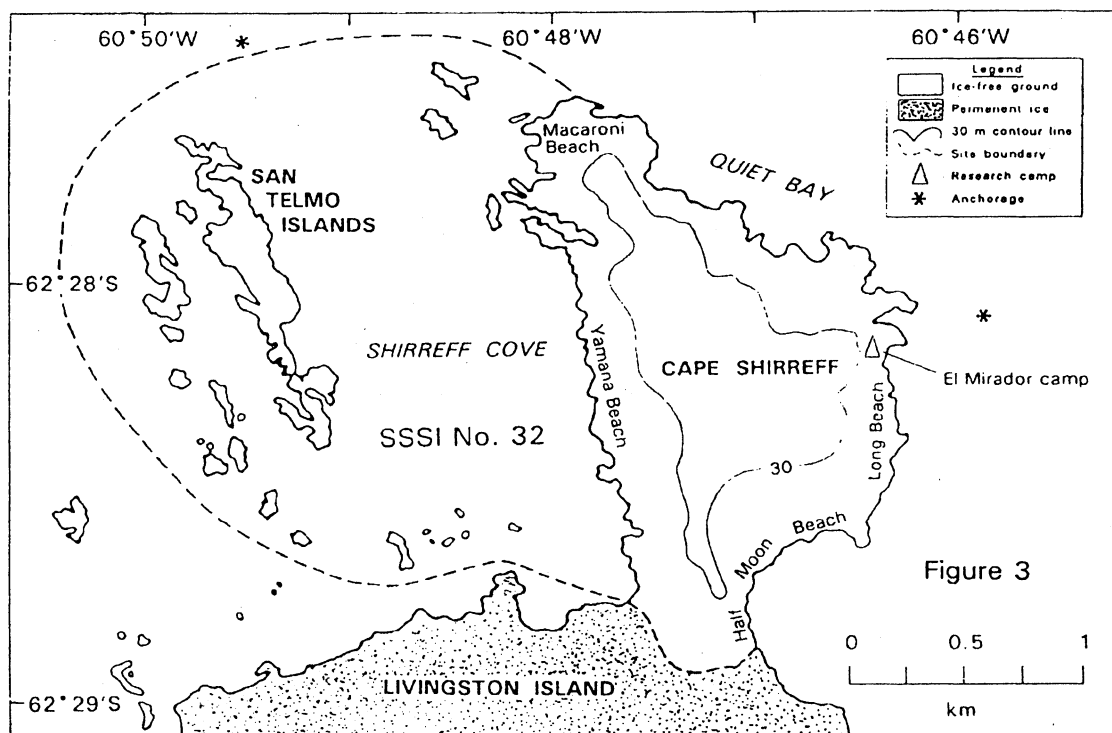 60°50'W
60°48'W
60°46'W
Legend
Ice-free ground
Permanent ice
30 m contour line
Site boundary
Research camp
Anchorage
Macaroni
Beach
QUIET BAY
SAN
TELMO
ISLANDS
62°28'S
SHIRREFF COVE
Yamana Beach
CAPE SHIRREFF
El Mirador camp
Long Beach
SSSI No. 32
30
Half Moon Beach
Figure 3
0 0.5 1
km
LIVINGSTON ISLAND
62°29'S